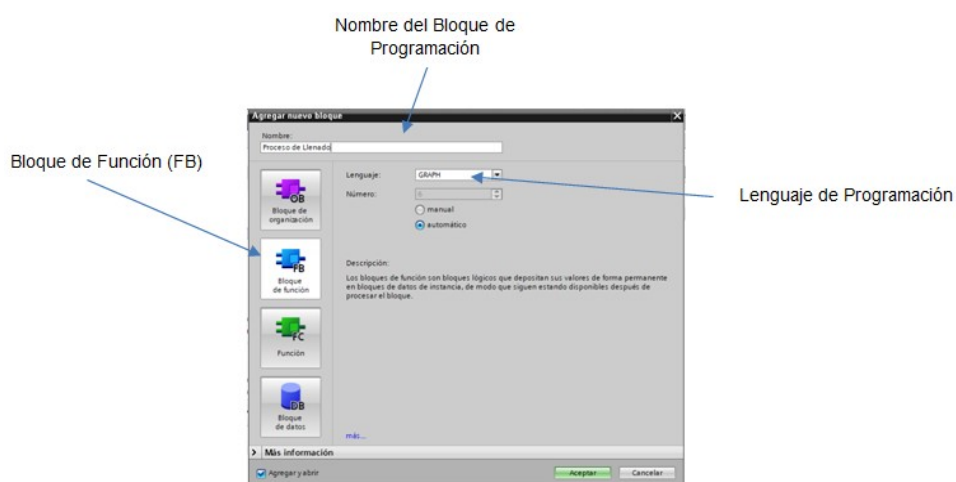 Nombre del Bloque de
Programación
Agregar nuevo bloque
Nombre:
Proceso de Llenado
Bloque de Función (FB)
Lenguaje: GRAPH
Número: 6
manual
automático
Lenguaje de Programación
OB
Bloque de
organización
FB
Bloque
de función
Descripción:
Los bloques de función son bloques lógicos que depositan sus valores de forma permanente
en bloques de datos de instancia, de modo que siguen estando disponibles después de
procesar el bloque.
FC
Función
DB
Bloque
de datos
más...
Más información
Agregar y abrir
Aceptar
Cancelar